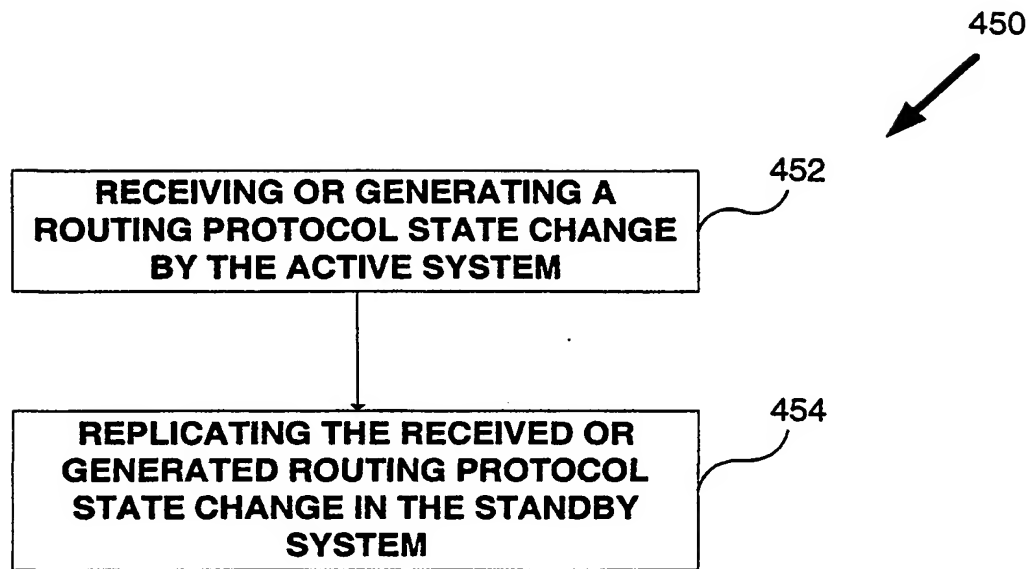 450
452
RECEIVING OR GENERATING A
ROUTING PROTOCOL STATE CHANGE
BY THE ACTIVE SYSTEM
454
REPLICATING THE RECEIVED OR
GENERATED ROUTING PROTOCOL
STATE CHANGE IN THE STANDBY
SYSTEM